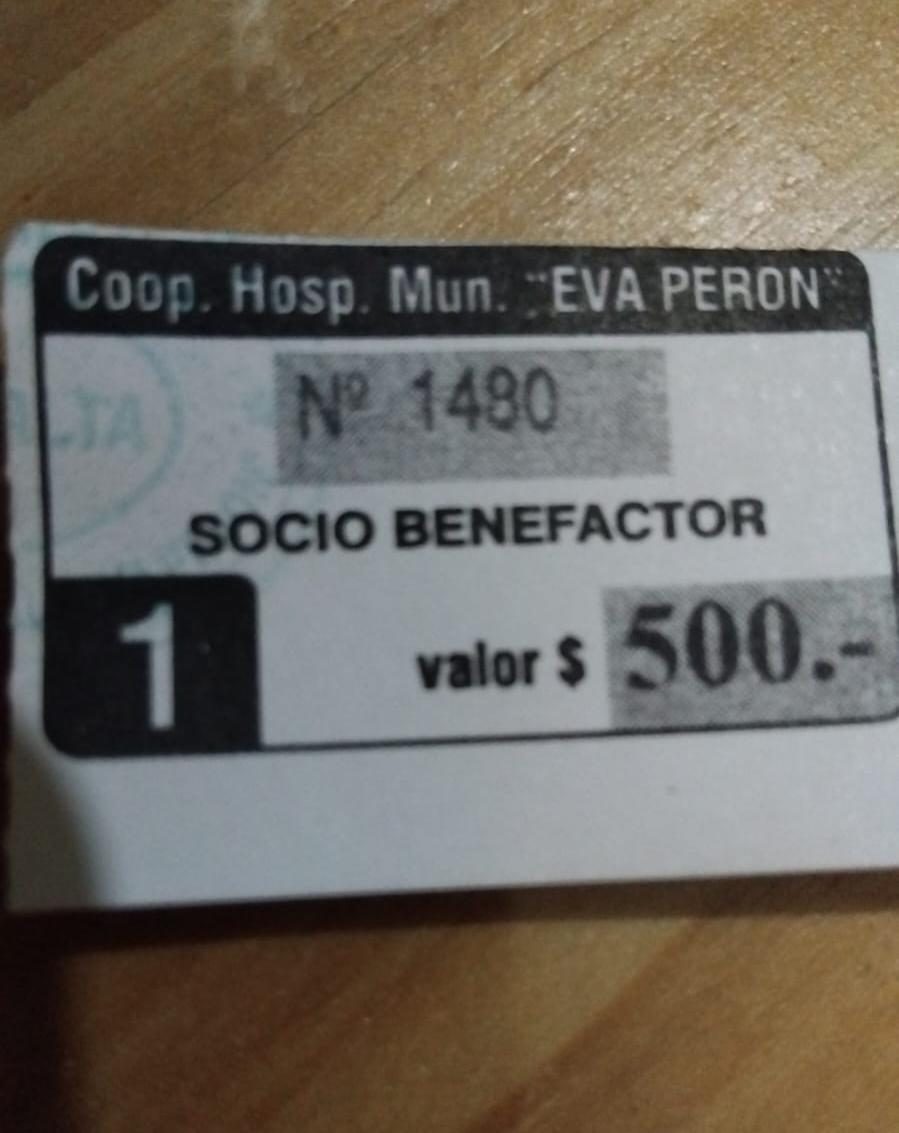 Coop. Hosp. Mun. "EVA PERON"
Nº 1480
SOCIO BENEFACTOR
1
valor $ 500.-